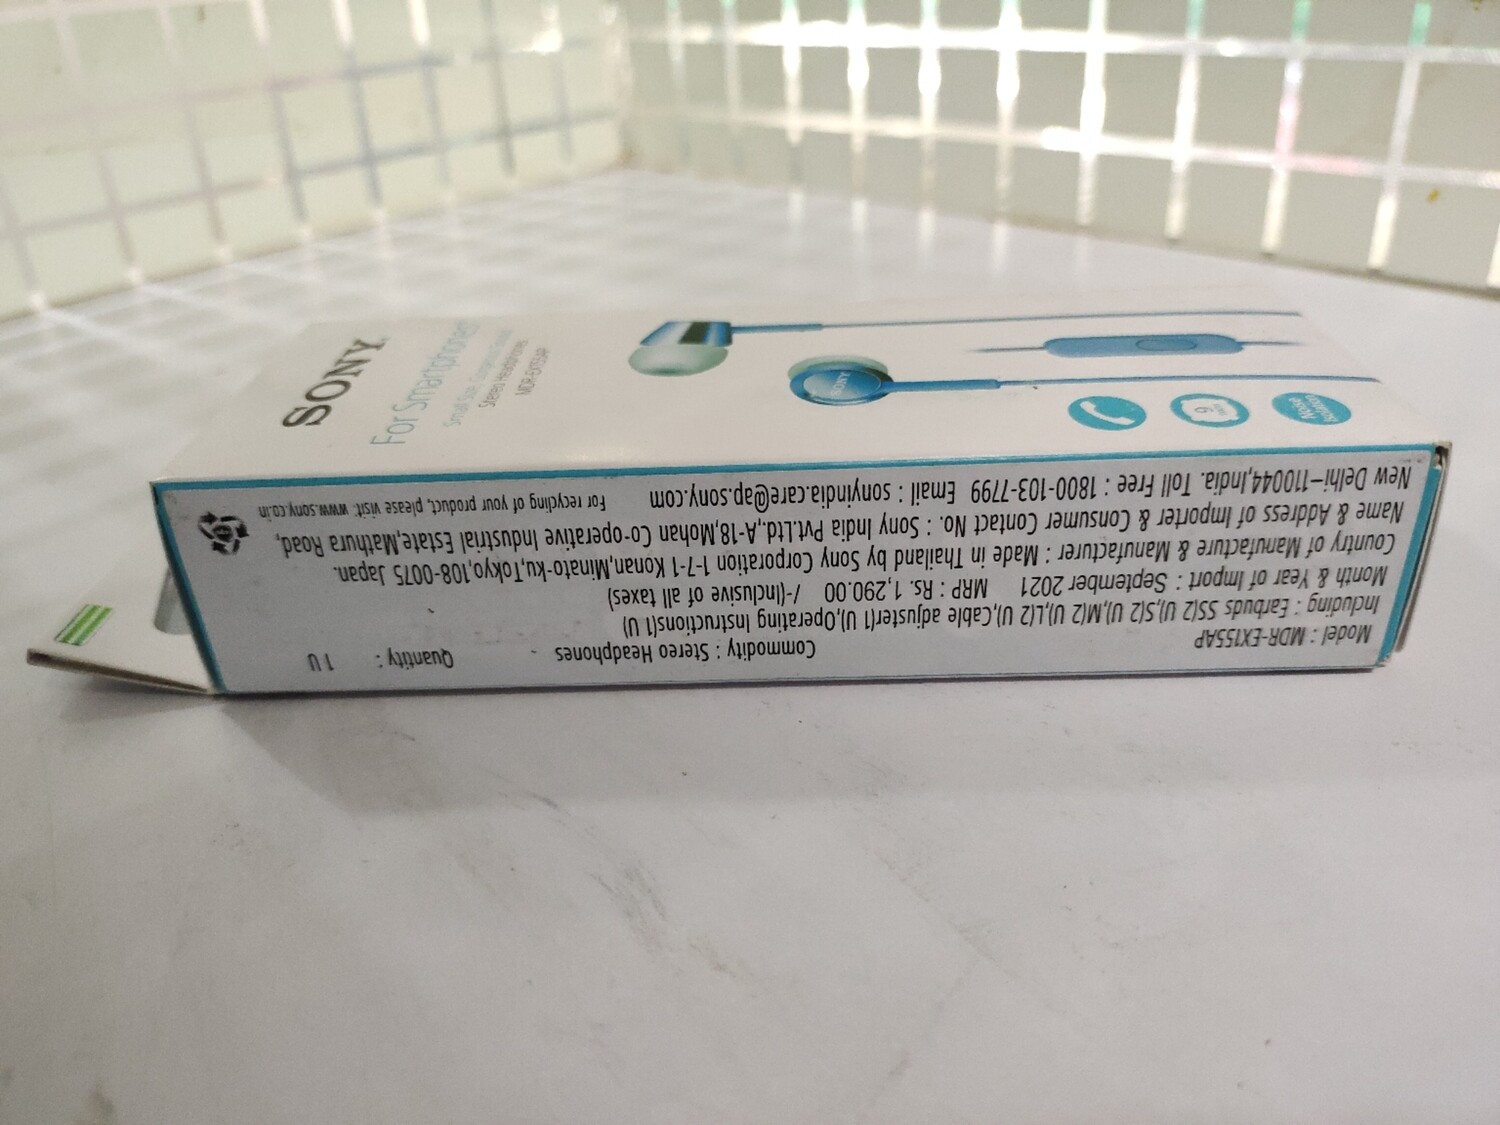 SONY
For Smartphones
Stereo Headphones
MDR-EX155AP
SONY
Noise
Isolation
Model : MDR-EX155AP Commodity : Stereo Headphones Quantity : 1 U
Including : Earbuds SS(2 U),S(2 U),M(2 U),L(2 U),Cable adjuster(1 U),Operating Instructions(1 U)
Month & Year of Import : September 2021 MRP : Rs. 1,290.00 /-(Inclusive of all taxes)
Country of Manufacture & Manufacturer : Made in Thailand by Sony Corporation 1-7-1 Konan,Minato-ku,Tokyo,108-0075 Japan.
Name & Address of Importer & Consumer Contact No. : Sony India Pvt.Ltd.,A-18,Mohan Co-operative Industrial Estate,Mathura Road,
New Delhi-110044,India. Toll Free : 1800-103-7799 Email : sonyindia.care@ap.sony.com For recycling of your product, please visit: www.sony.co.in